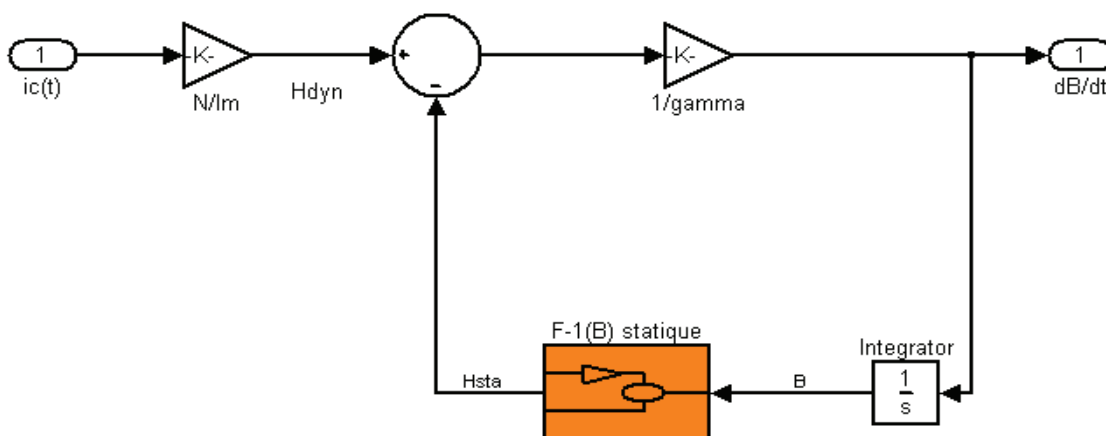 1
ic(t)
-K-
N/lm
Hdyn
+
-
-K-
1/gamma
1
dB/dt
F-1(B) statique
Hsta
B
Integrator
1
s